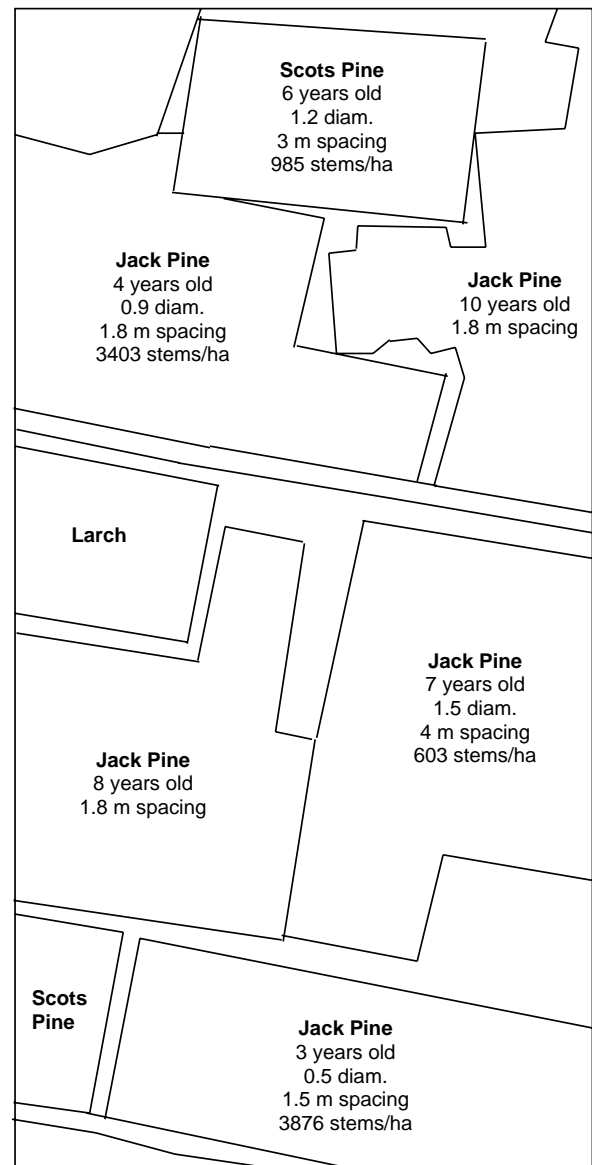 Scots Pine
6 years old
1.2 diam.
3 m spacing
985 stems/ha
Jack Pine
4 years old
0.9 diam.
1.8 m spacing
3403 stems/ha
Jack Pine
10 years old
1.8 m spacing
Larch
Jack Pine
7 years old
1.5 diam.
4 m spacing
603 stems/ha
Jack Pine
8 years old
1.8 m spacing
Scots
Pine
Jack Pine
3 years old
0.5 diam.
1.5 m spacing
3876 stems/ha